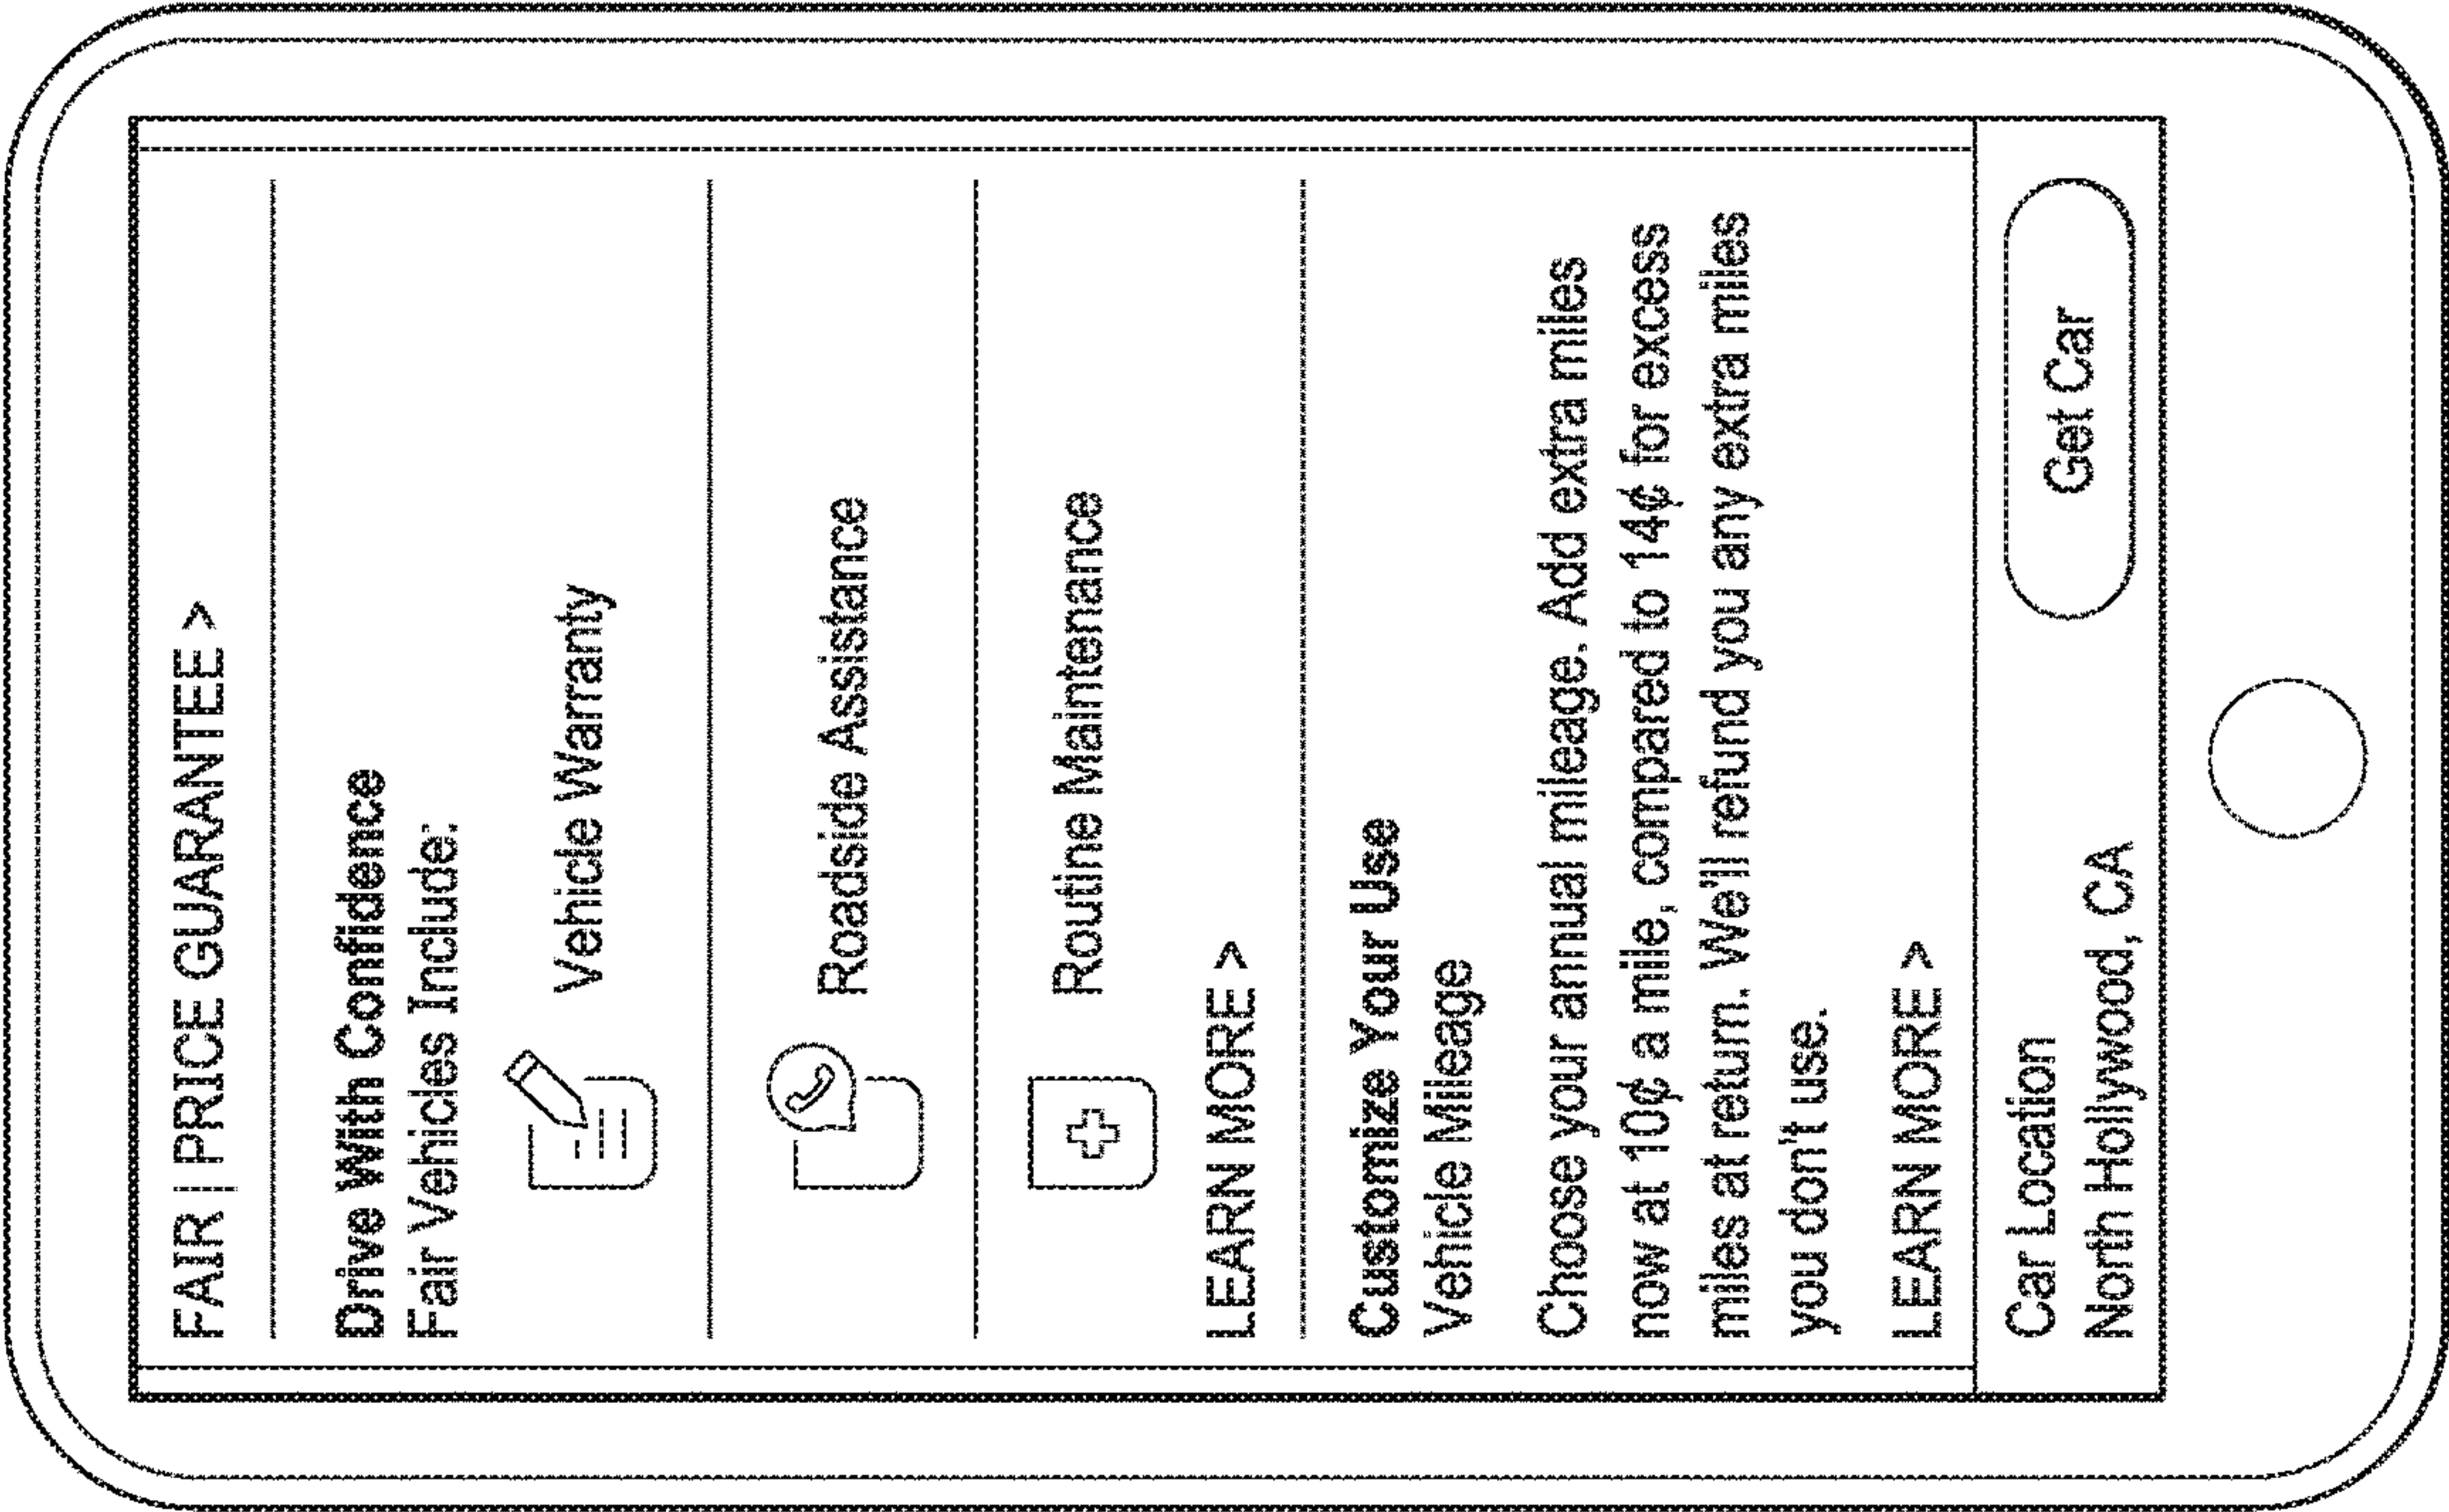 FAIR | PRICE GUARANTEE >
Drive With Confidence
Fair Vehicles Include:
Vehicle Warranty
Roadside Assistance
Routine Maintenance
LEARN MORE >
Customize Your Use
Vehicle Mileage
Choose your annual mileage. Add extra miles
now at 10¢ a mile, compared to 14¢ for excess
miles at return. We'll refund you any extra miles
you don't use.
LEARN MORE >
Car Location
North Hollywood, CA
Get Car